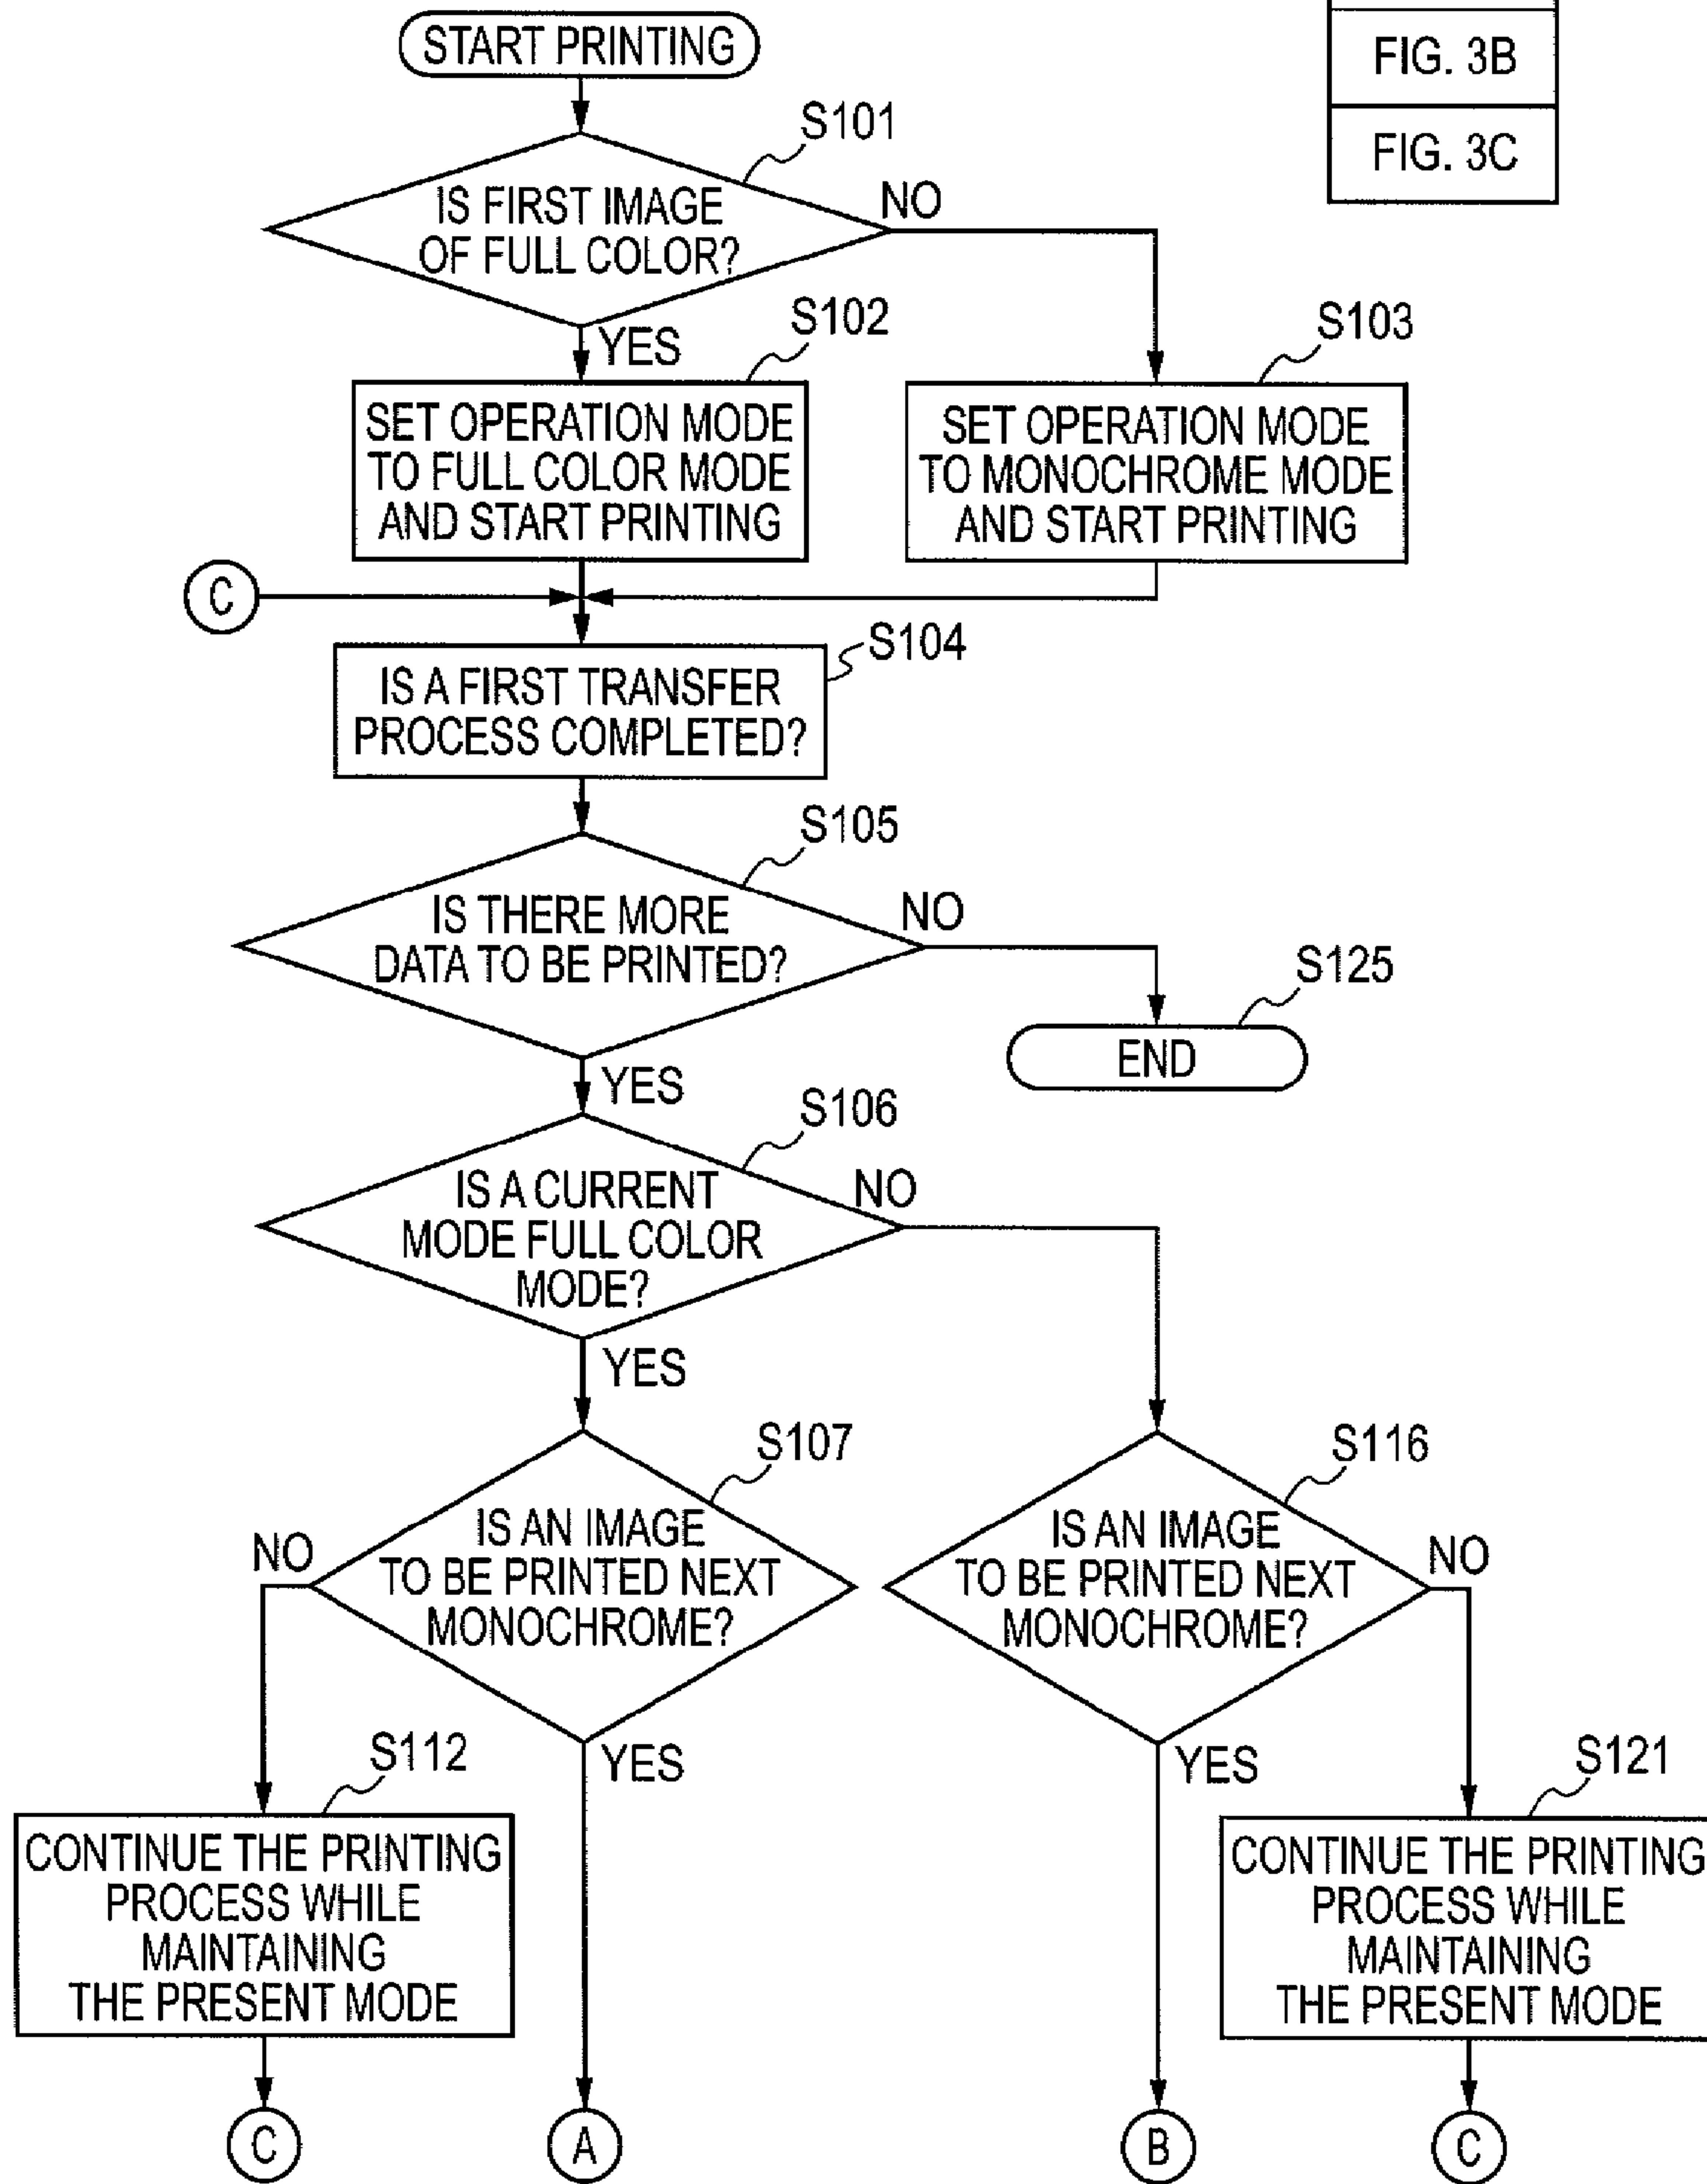 START PRINTING
FIG. 3B
FIG. 3C
S101
IS FIRST IMAGE
OF FULL COLOR?
NO
YES
S102
SET OPERATION MODE
TO FULL COLOR MODE
AND START PRINTING
S103
SET OPERATION MODE
TO MONOCHROME MODE
AND START PRINTING
C
S104
IS A FIRST TRANSFER
PROCESS COMPLETED?
S105
IS THERE MORE
DATA TO BE PRINTED?
NO
S125
END
YES
S106
IS A CURRENT
MODE FULL COLOR
MODE?
NO
YES
S107
IS AN IMAGE
TO BE PRINTED NEXT
MONOCHROME?
NO
YES
S116
IS AN IMAGE
TO BE PRINTED NEXT
MONOCHROME?
NO
YES
S112
CONTINUE THE PRINTING
PROCESS WHILE
MAINTAINING
THE PRESENT MODE
S121
CONTINUE THE PRINTING
PROCESS WHILE
MAINTAINING
THE PRESENT MODE
C
A
B
C